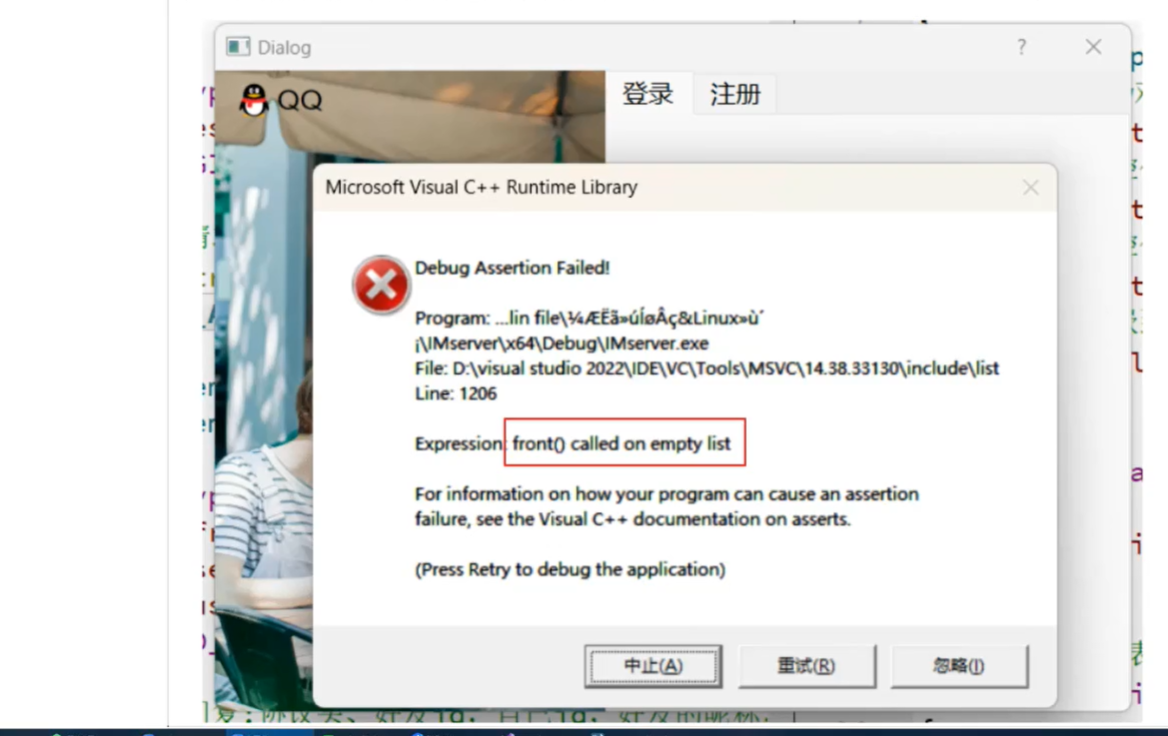 Dialog
?
QQ
登录
注册
Microsoft Visual C++ Runtime Library
Debug Assertion Failed!
Program: ...lin file\¼ÆËã»úÍøÂç&Linux»ù´
¡\IMserver\x64\Debug\IMserver.exe
File: D:\visual studio 2022\IDE\VC\Tools\MSVC\14.38.33130\include\list
Line: 1206
Expression: front() called on empty list
For information on how your program can cause an assertion
failure, see the Visual C++ documentation on asserts.
(Press Retry to debug the application)
中止(A)
重试(R)
忽略(I)